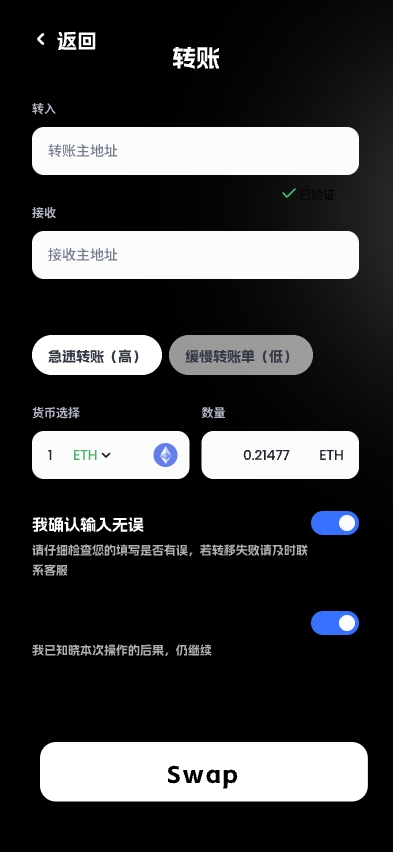 返回
转账
转入
转账主地址
已验证
接收
接收主地址
急速转账（高）
缓慢转账单（低）
货币选择
数量
1 ETH
0.21477 ETH
我确认输入无误
请仔细检查您的填写是否有误，若转移失败请及时联
系客服
我已知晓本次操作的后果，仍继续
Swap